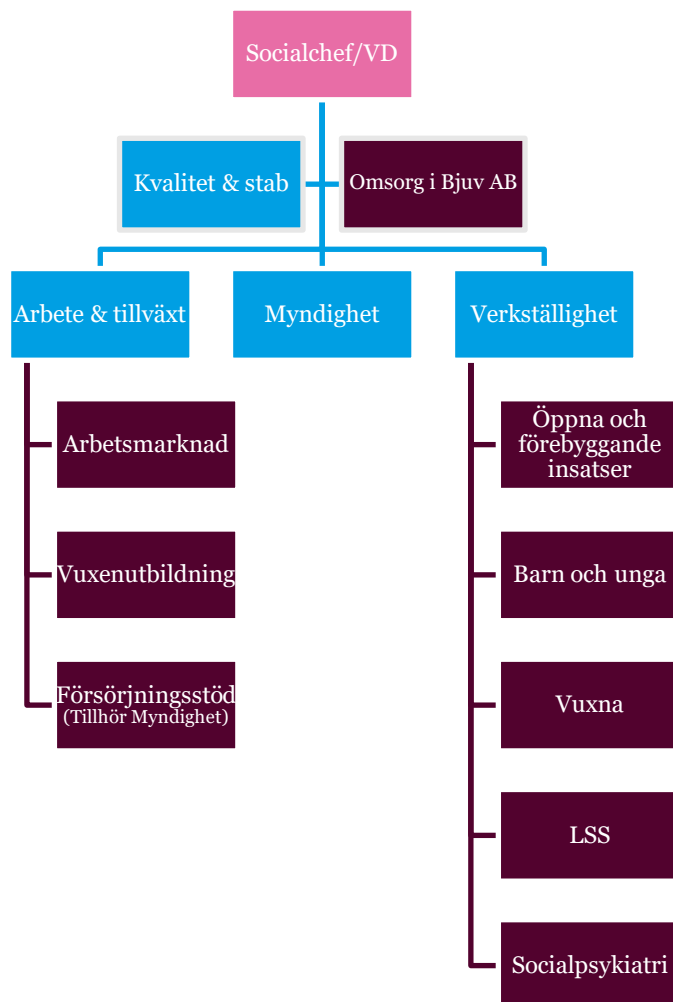 Socialchef/VD
Kvalitet & stab
Omsorg i Bjuv AB
Arbete & tillväxt
Myndighet
Verkställighet
Arbetsmarknad
Vuxenutbildning
Försörjningsstöd
(Tillhör Myndighet)
Öppna och
förebyggande
insatser
Barn och unga
Vuxna
LSS
Socialpsykiatri